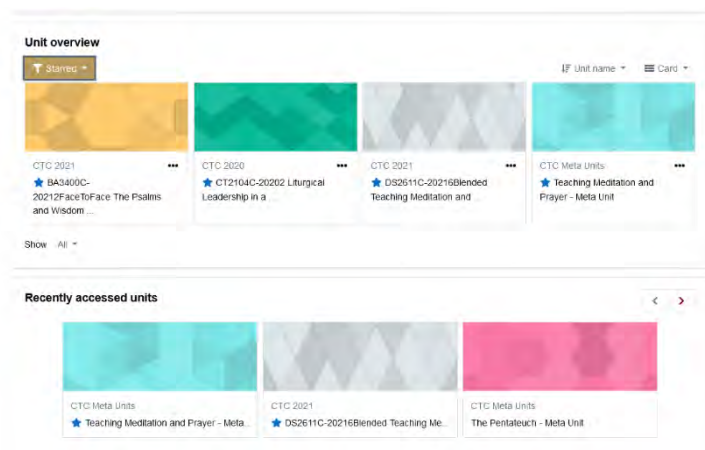 Unit overview
Starred
Unit name
Card
CTC 2021
BA3400C-
20212FaceToFace The Psalms
and Wisdom ...
CTC 2020
CT2104C-20202 Liturgical
Leadership in a ...
CTC 2021
DS2611C-20216Blended
Teaching Meditation and ...
CTC Meta Units
Teaching Meditation and
Prayer - Meta Unit
Show All
Recently accessed units
CTC Meta Units
Teaching Meditation and Prayer - Meta...
CTC 2021
DS2611C-20216Blended Teaching Me...
CTC Meta Units
The Pentateuch - Meta Unit